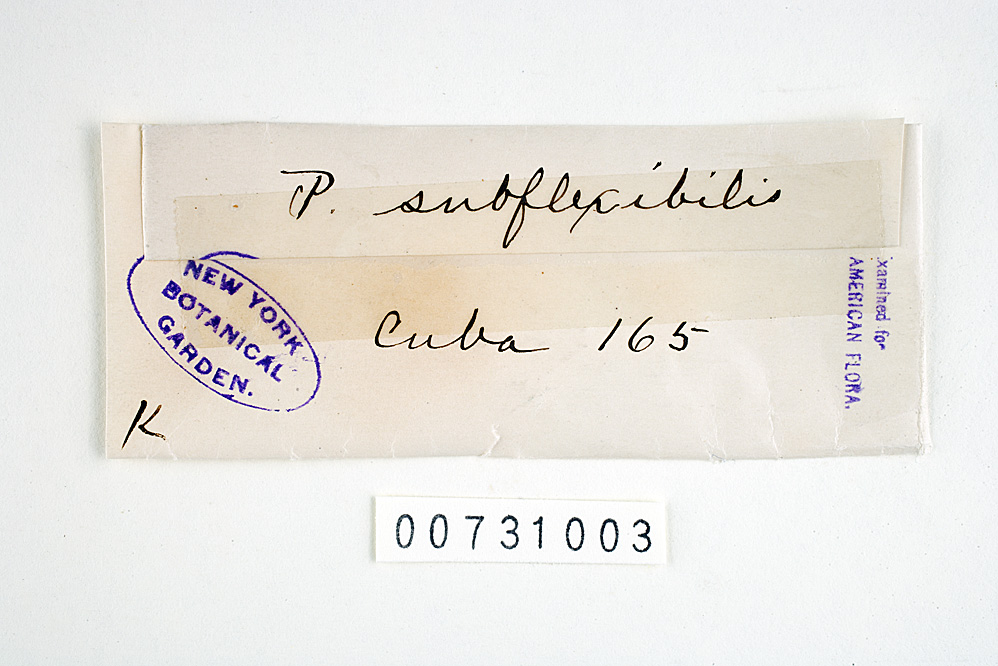 P. subflexibilis
NEW YORK
BOTANICAL
GARDEN.
Cuba 165
xamined for
AMERICAN FLORA.
K
00731003